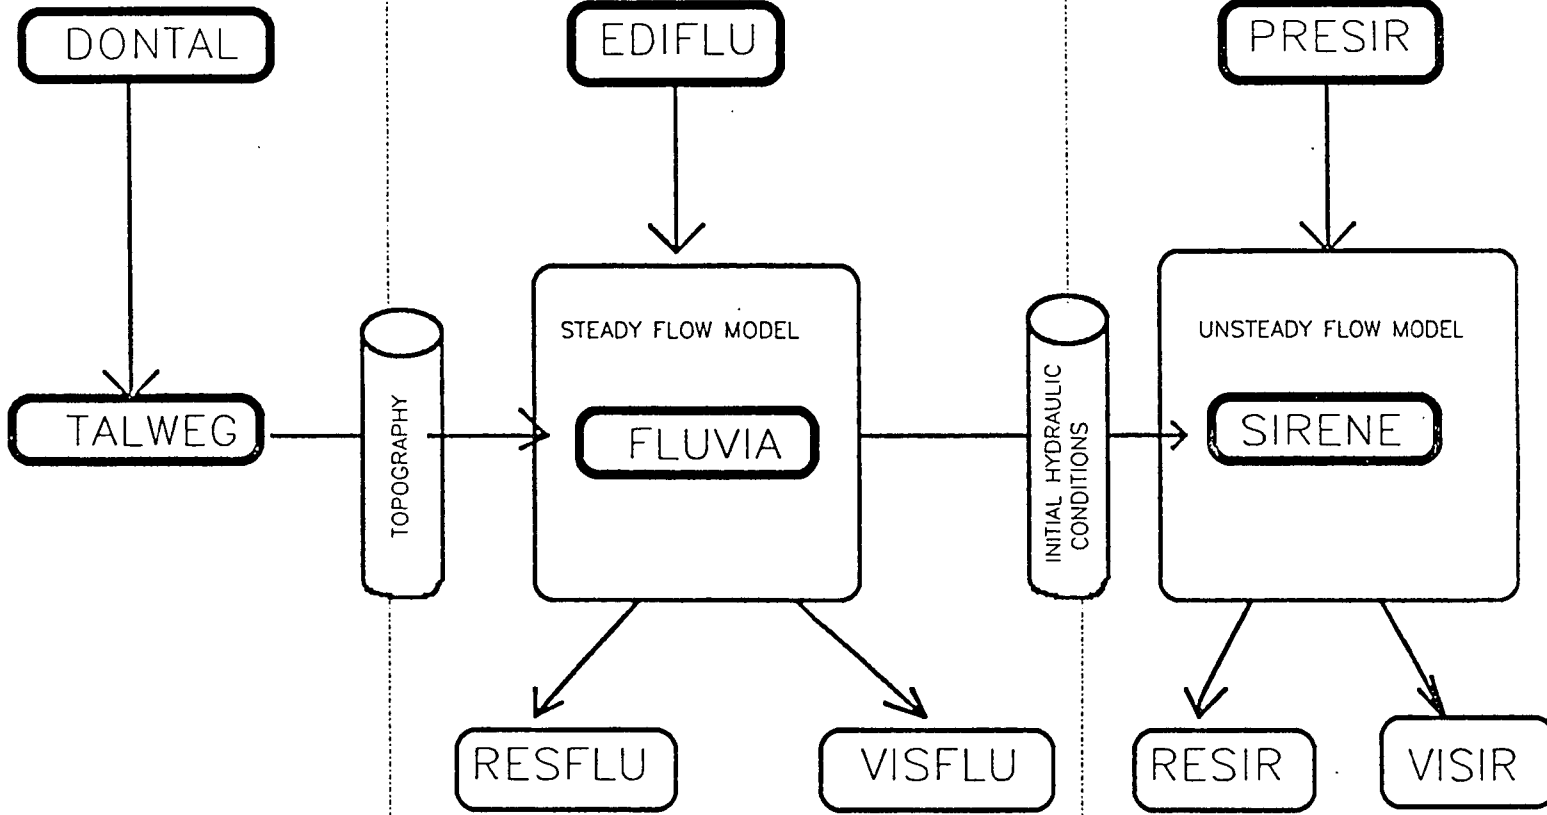 DONTAL
EDIFLU
PRESIR
STEADY FLOW MODEL
UNSTEADY FLOW MODEL
TALWEG
TOPOGRAPHY
FLUVIA
INITIAL HYDRAULIC
CONDITIONS
SIRENE
RESFLU
VISFLU
RESIR
VISIR